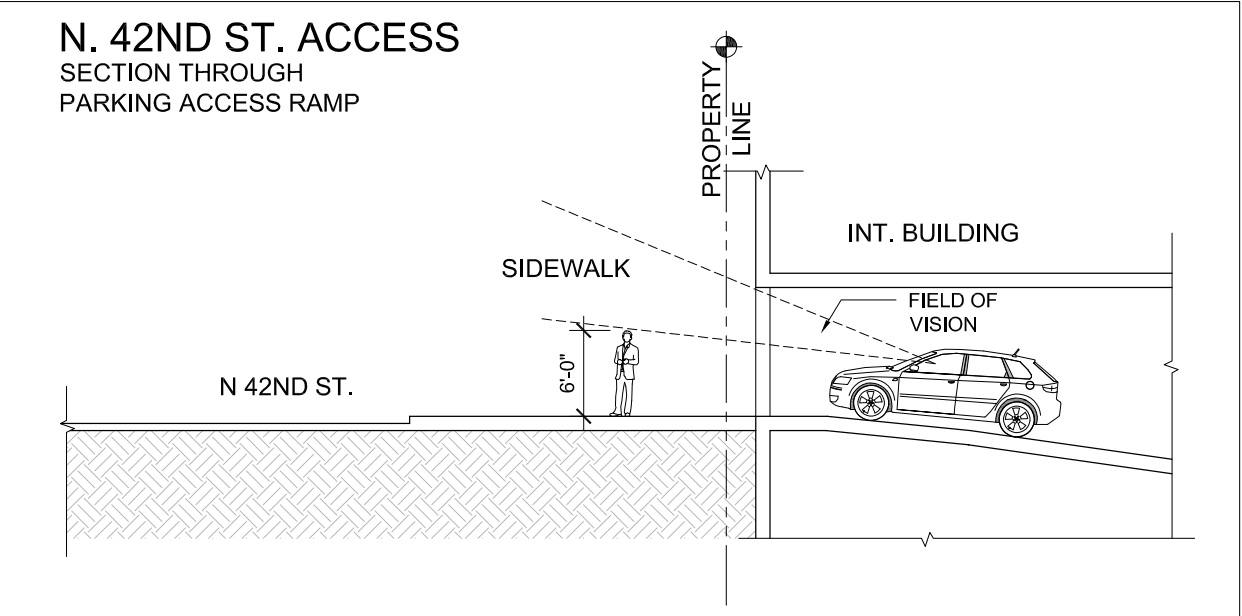 N. 42ND ST. ACCESS
SECTION THROUGH
PARKING ACCESS RAMP
PROPERTY
LINE
INT. BUILDING
SIDEWALK
FIELD OF
VISION
6'-0"
N 42ND ST.